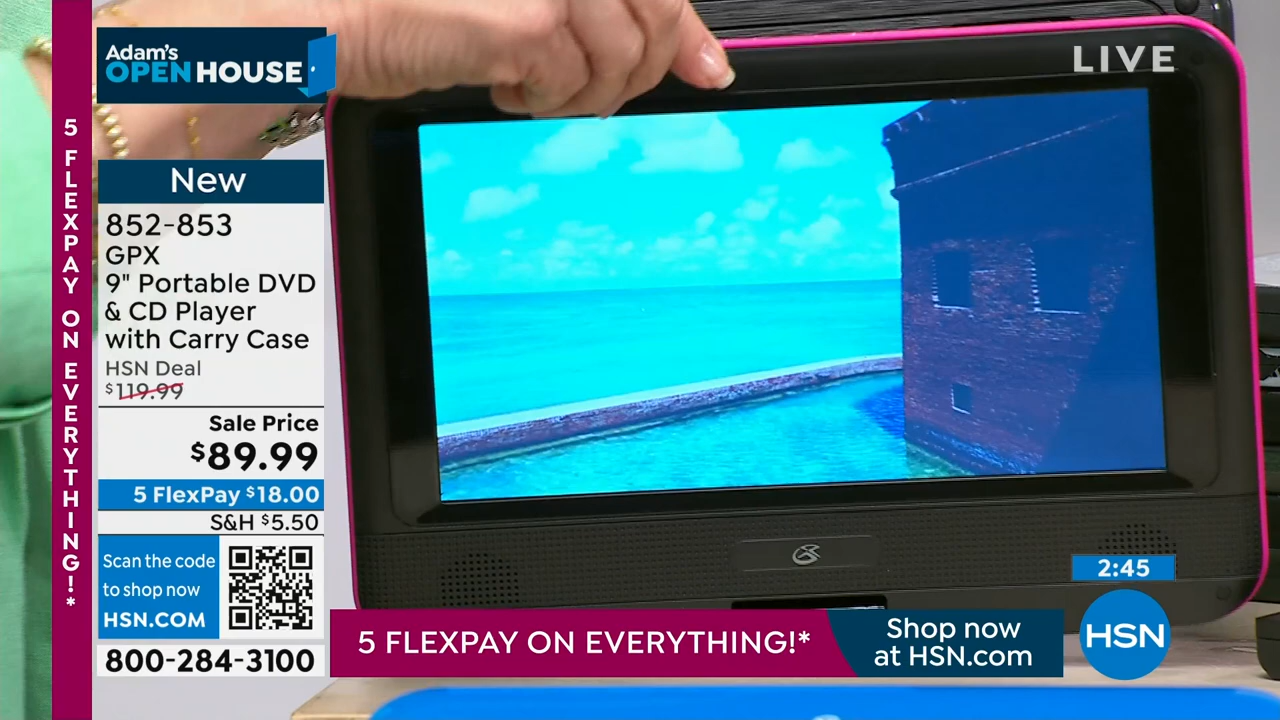 Adam's
OPEN HOUSE
LIVE
5 FLEXPAY ON EVERYTHING!*
New
852-853
GPX
9" Portable DVD
& CD Player
with Carry Case
HSN Deal
$119.99
Sale Price
$89.99
5 FlexPay $18.00
S&H $5.50
Scan the code
to shop now
HSN.COM
800-284-3100
5 FLEXPAY ON EVERYTHING!*
Shop now
at HSN.com
2:45
HSN